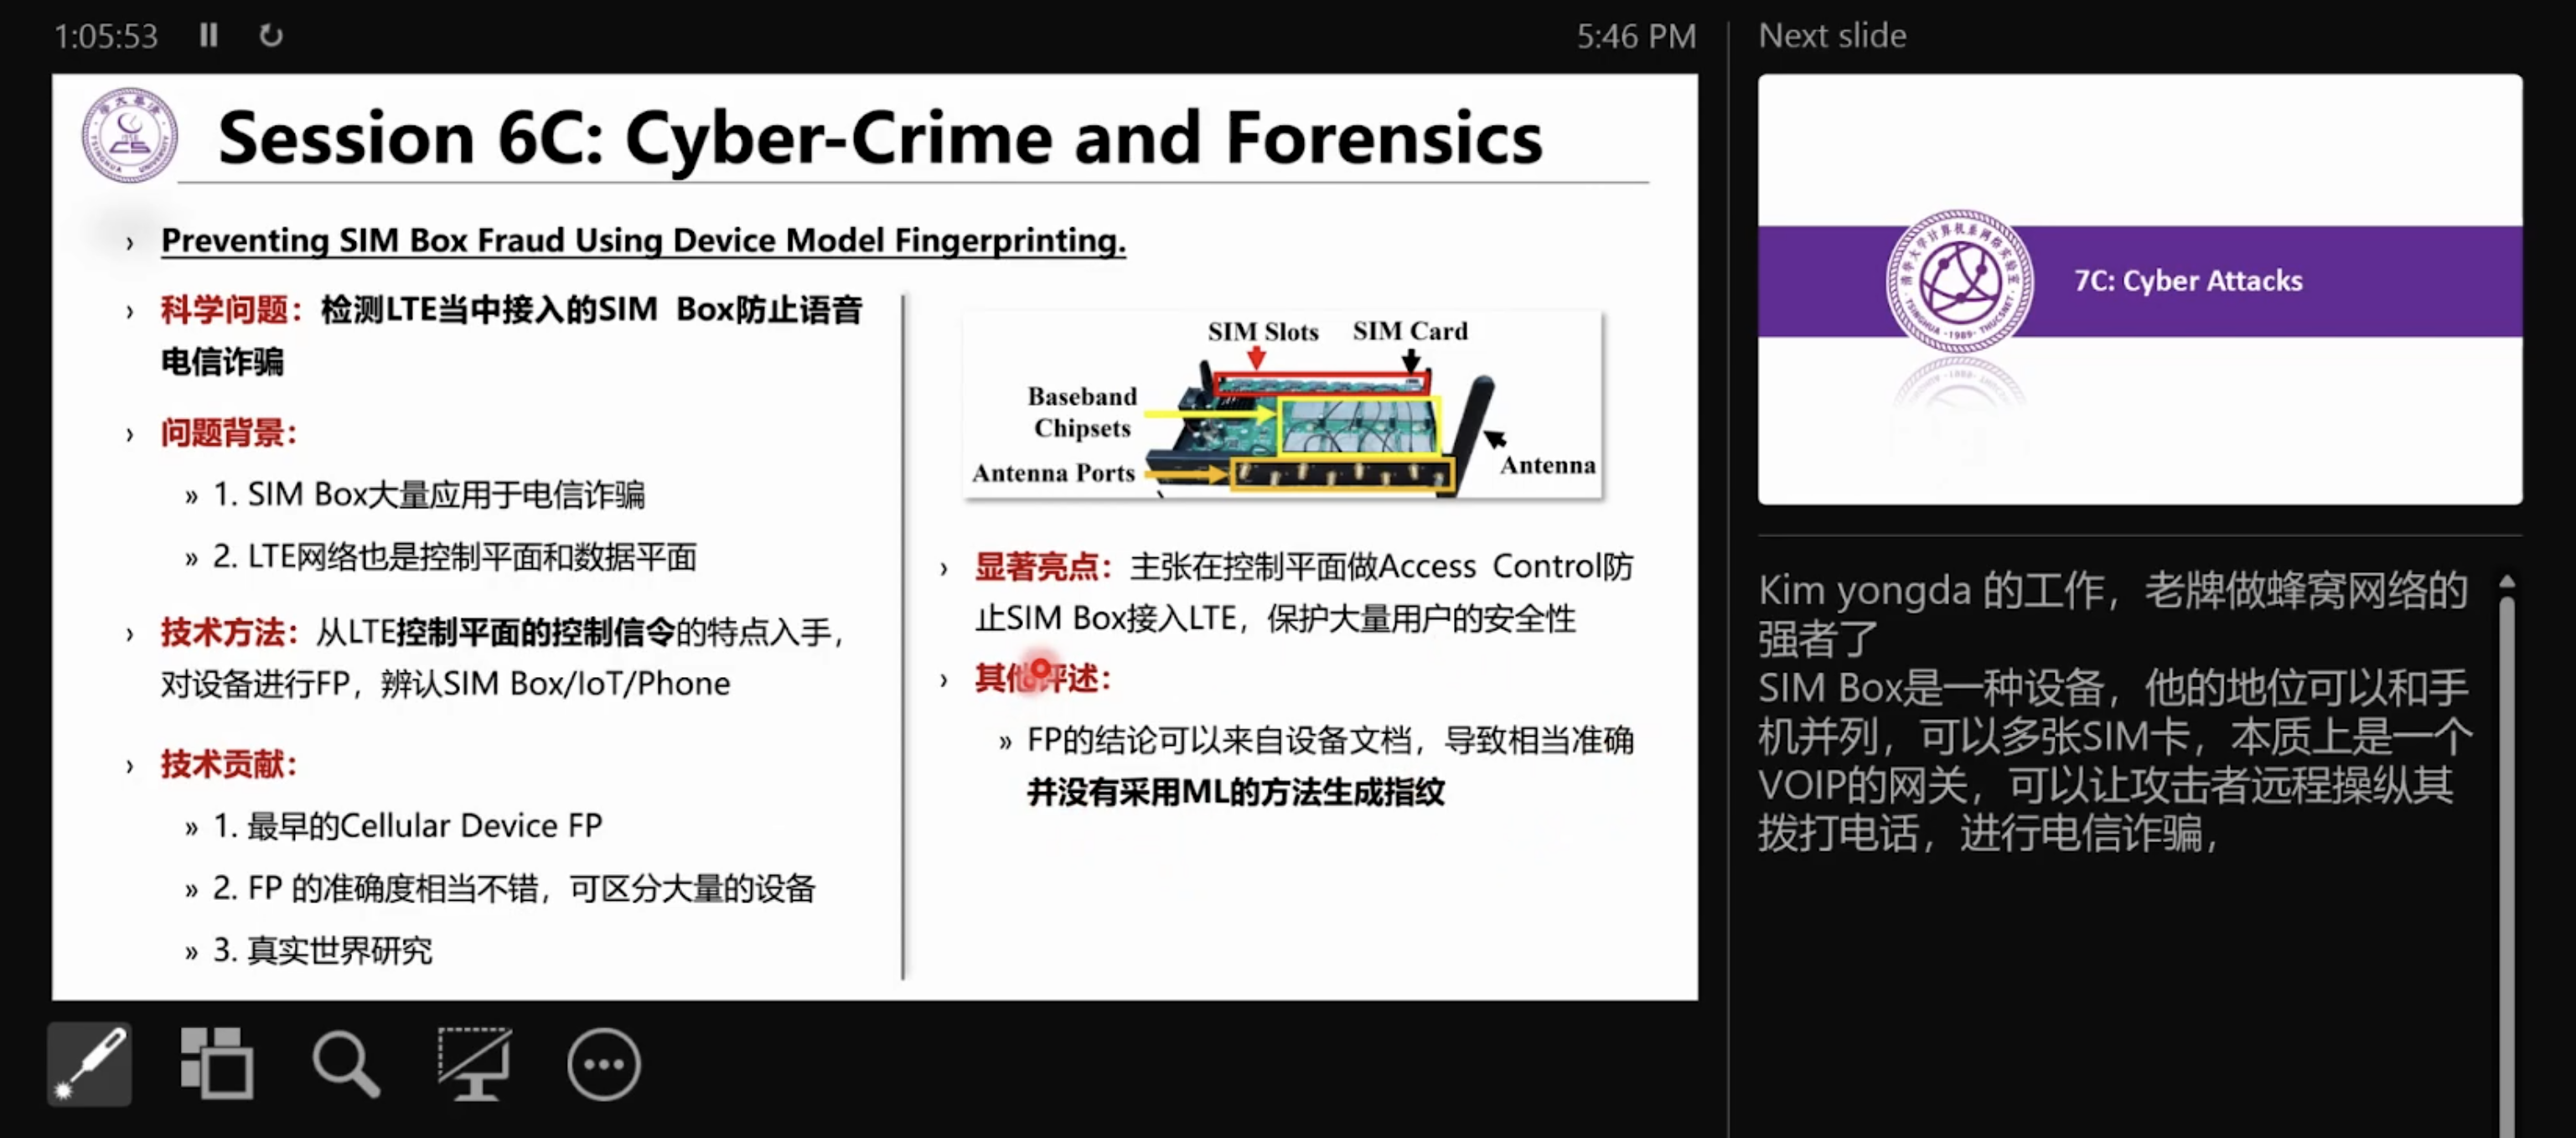 1:05:53
5:46 PM
Next slide
Session 6C: Cyber-Crime and Forensics
› Preventing SIM Box Fraud Using Device Model Fingerprinting.
› 科学问题：检测LTE当中接入的SIM Box防止语音
电信诈骗
› 问题背景：
» 1. SIM Box大量应用于电信诈骗
» 2. LTE网络也是控制平面和数据平面
› 技术方法：从LTE控制平面的控制信令的特点入手，
对设备进行FP，辨认SIM Box/IoT/Phone
› 技术贡献：
» 1. 最早的Cellular Device FP
» 2. FP 的准确度相当不错，可区分大量的设备
» 3. 真实世界研究
SIM Slots
SIM Card
Baseband
Chipsets
Antenna Ports
Antenna
› 显著亮点：主张在控制平面做Access Control防
止SIM Box接入LTE，保护大量用户的安全性
› 其他评述：
» FP的结论可以来自设备文档，导致相当准确
并没有采用ML的方法生成指纹
清华大学计算机系网络实验室
TSINGHUA · 1989 · THUCSNET
7C: Cyber Attacks
Kim yongda 的工作，老牌做蜂窝网络的
强者了
SIM Box是一种设备，他的地位可以和手
机并列，可以多张SIM卡，本质上是一个
VOIP的网关，可以让攻击者远程操纵其
拨打电话，进行电信诈骗，